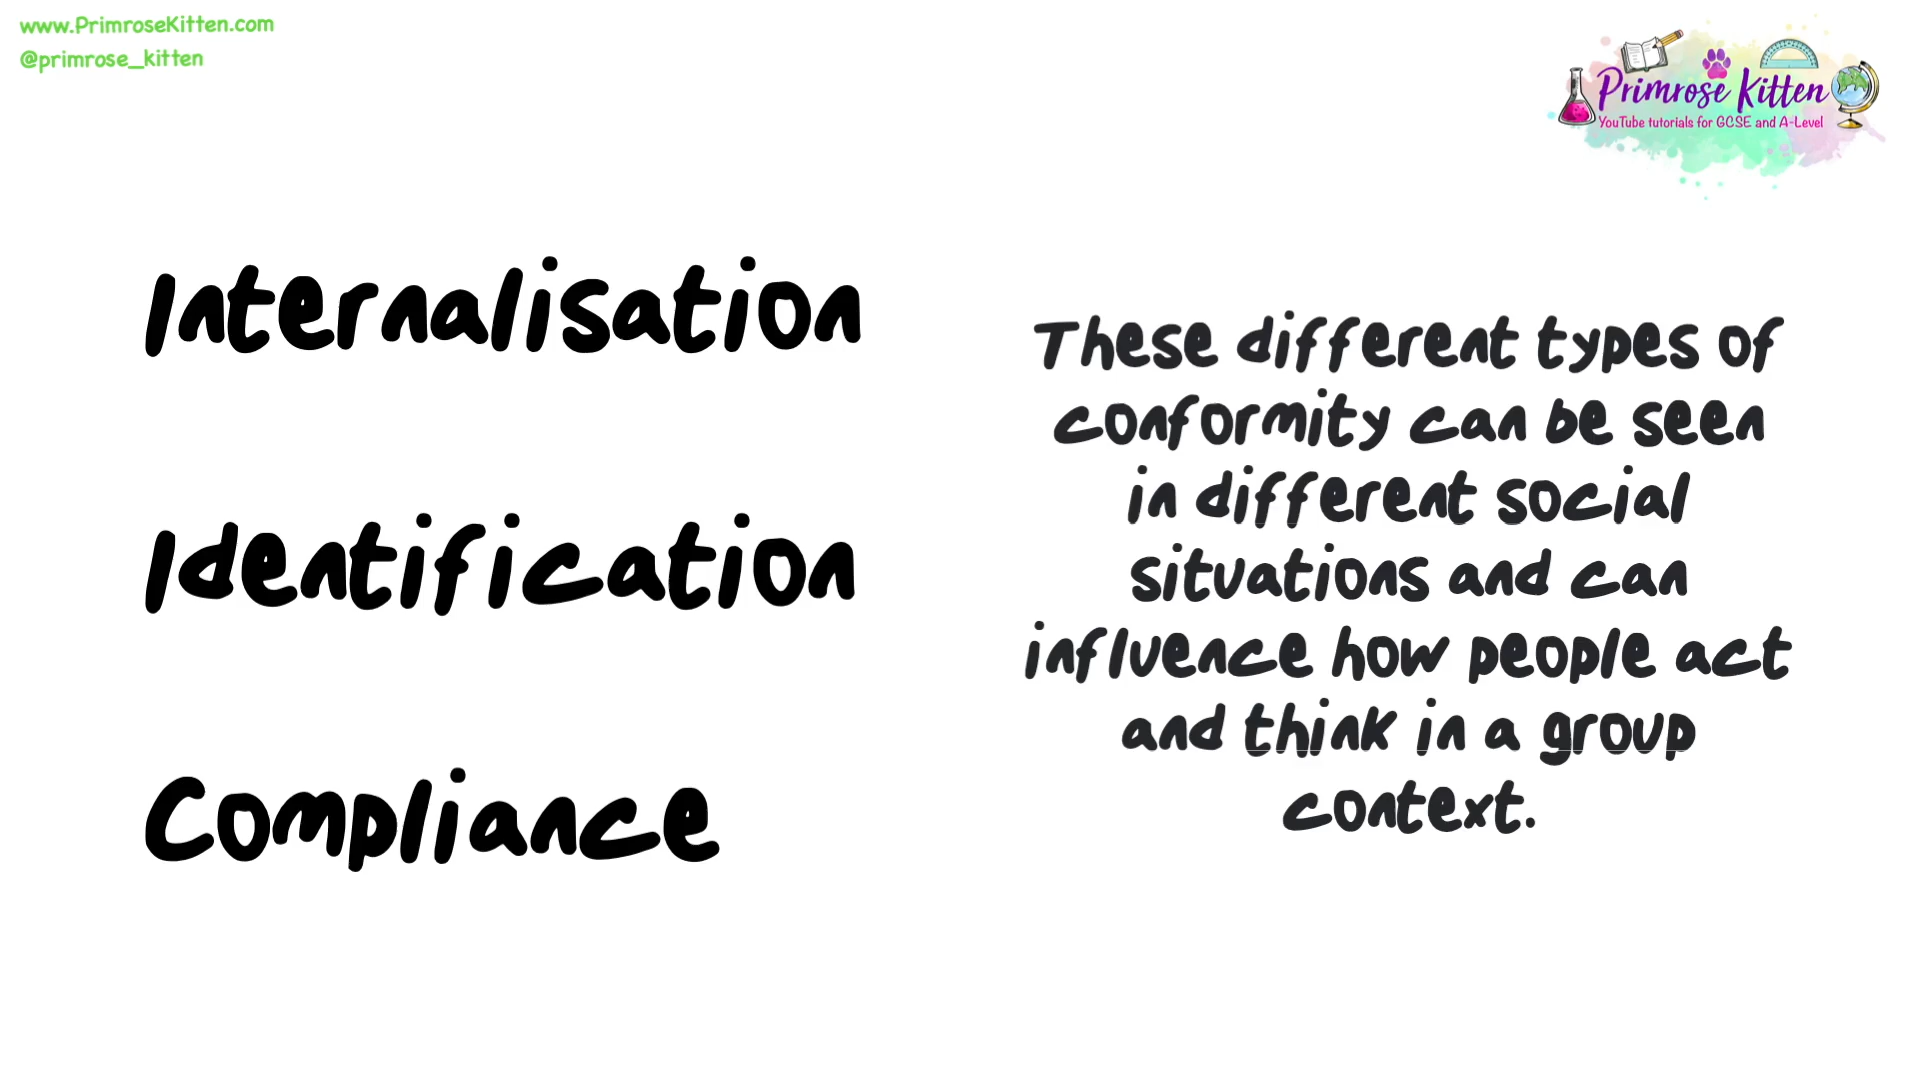 www.PrimroseKitten.com
@primrose_kitten
Primrose Kitten
YouTube tutorials for GCSE and A-Level
Internalisation
Identification
Compliance
These different types of
conformity can be seen
in different social
situations and can
influence how people act
and think in a group
context.